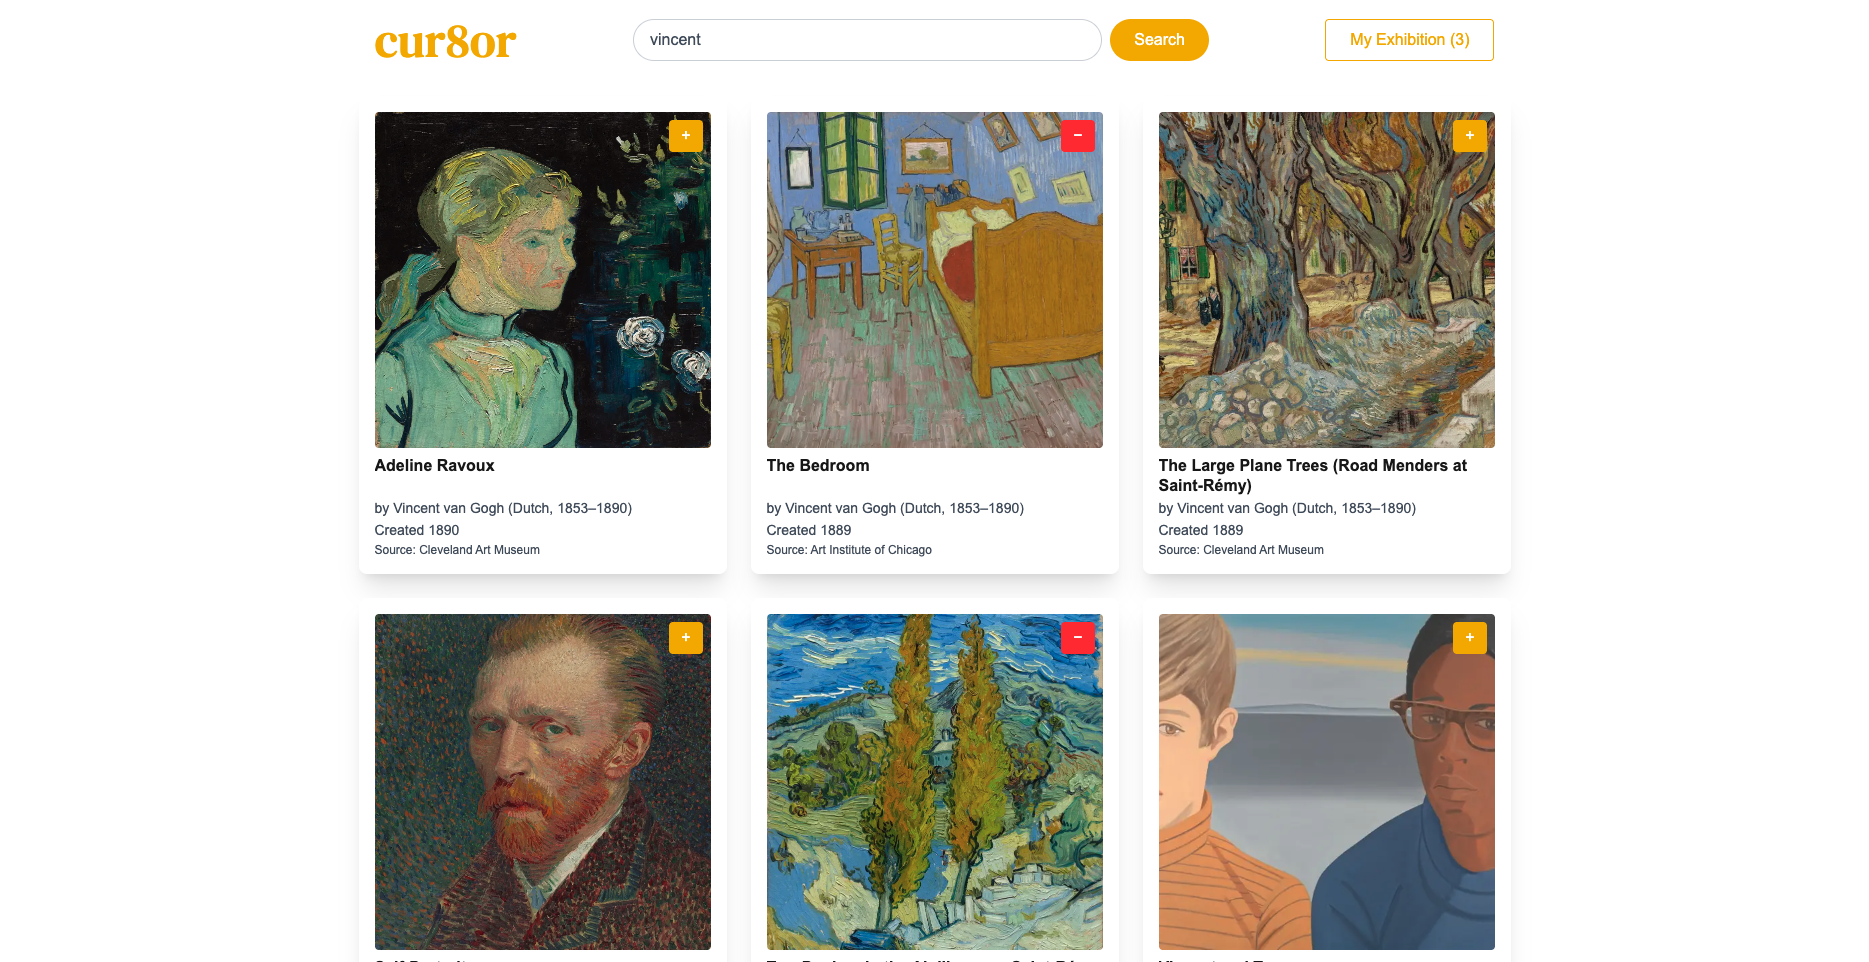 cur8or
vincent
Search
My Exhibition (3)
+
−
+
Adeline Ravoux
by Vincent van Gogh (Dutch, 1853–1890)
Created 1890
Source: Cleveland Art Museum
The Bedroom
by Vincent van Gogh (Dutch, 1853–1890)
Created 1889
Source: Art Institute of Chicago
The Large Plane Trees (Road Menders at
Saint-Rémy)
by Vincent van Gogh (Dutch, 1853–1890)
Created 1889
Source: Cleveland Art Museum
+
−
+